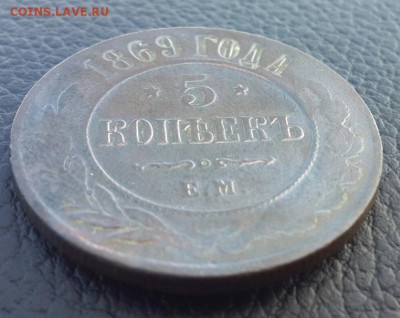 COINS.LAVE.RU
1869 ГОДА
5
КОПѢЕКЪ
Е.М.